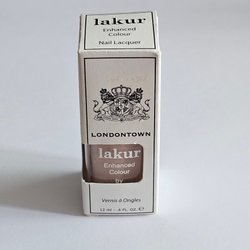 lakur
Enhanced
Colour
Nail Lacquer
LONDONTOWN
lakur
Enhanced
Colour
by
Vernis à Ongles
12 ml - .4 FL. OZ. ℮